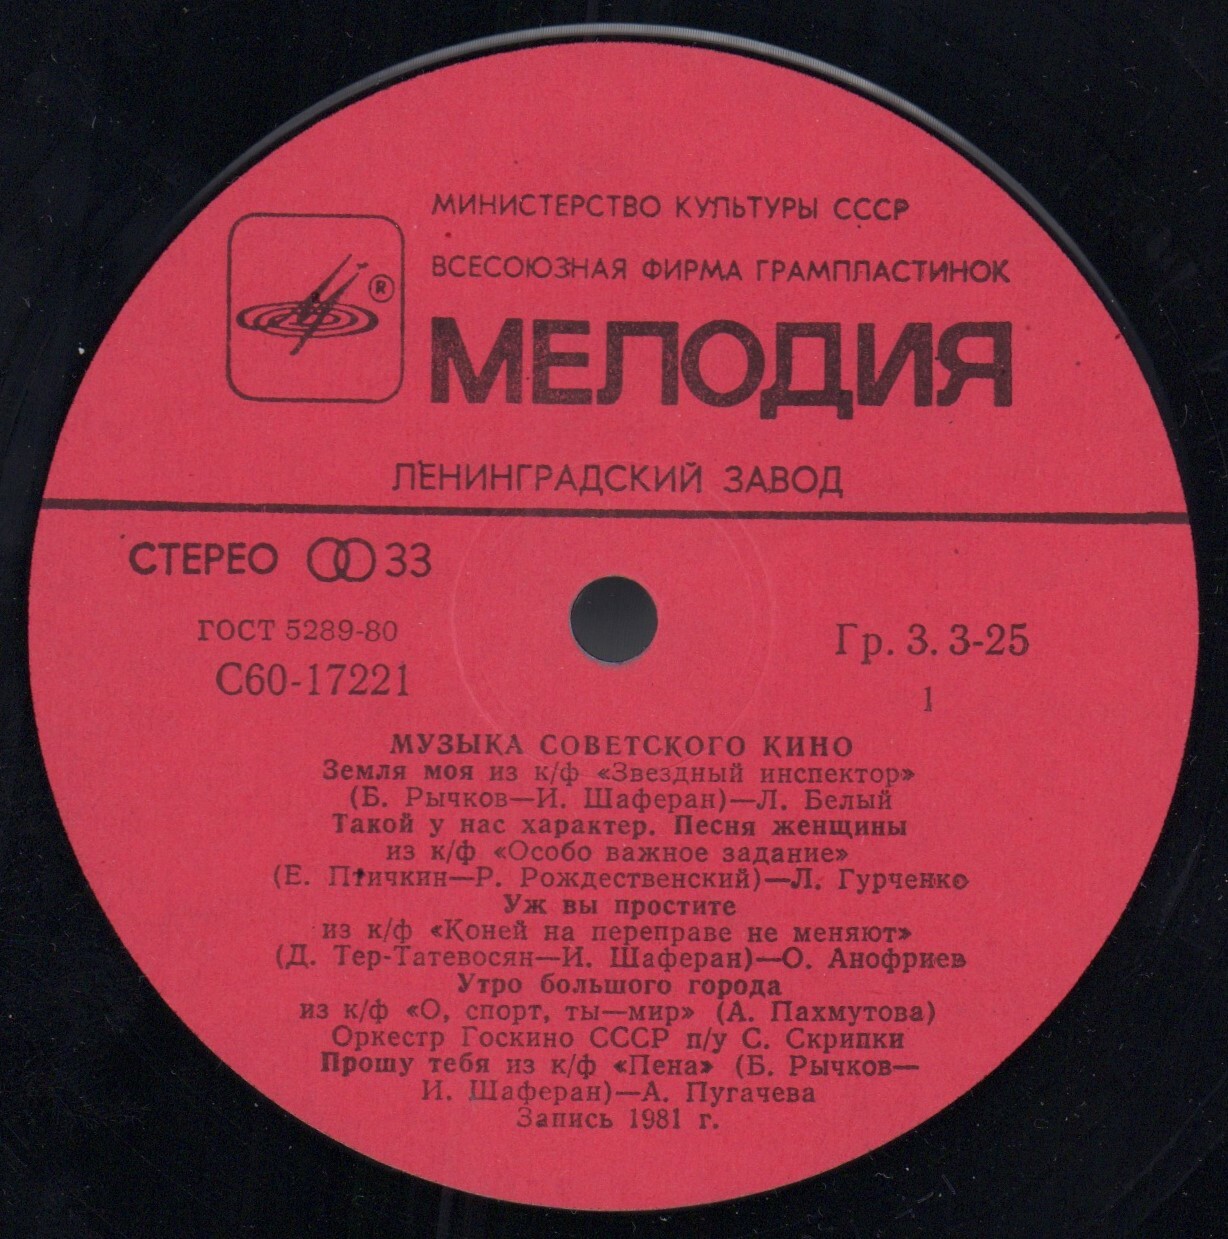 МИНИСТЕРСТВО КУЛЬТУРЫ СССР
ВСЕСОЮЗНАЯ ФИРМА ГРАМПЛАСТИНОК
®
МЕЛОДИЯ
ЛЕНИНГРАДСКИЙ ЗАВОД
СТЕРЕО 33
ГОСТ 5289-80
С60-17221
Гр. 3. 3-25
1
МУЗЫКА СОВЕТСКОГО КИНО
Земля моя из к/ф «Звездный инспектор»
(Б. Рычков—И. Шаферан)—Л. Белый
Такой у нас характер. Песня женщины
из к/ф «Особо важное задание»
(Е. Птичкин—Р. Рождественский)—Л. Гурченко
Уж вы простите
из к/ф «Коней на переправе не меняют»
(Д. Тер-Татевосян—И. Шаферан)—О. Анофриев
Утро большого города
из к/ф «О, спорт, ты—мир» (А. Пахмутова)
Оркестр Госкино СССР п/у С. Скрипки
Прошу тебя из к/ф «Пена» (Б. Рычков—
И. Шаферан)—А. Пугачева
Запись 1981 г.